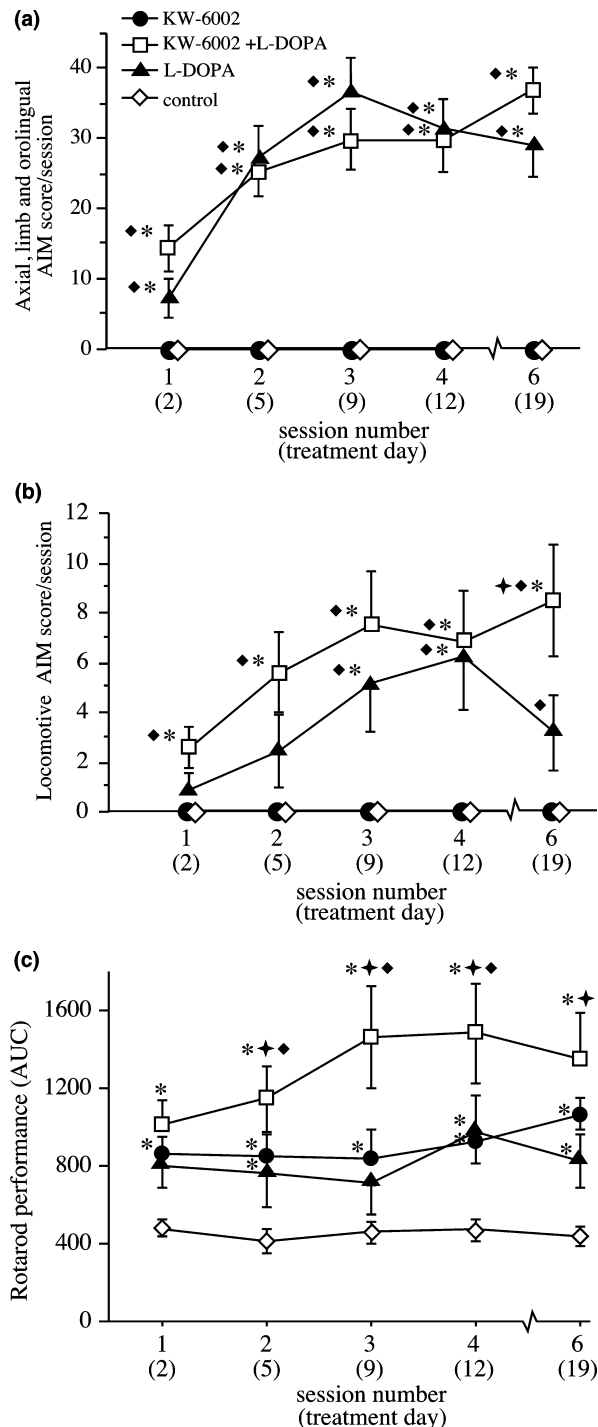 (a)
KW-6002
KW-6002 +L-DOPA
L-DOPA
control
Axial, limb and orolingual
AIM score/session
40
30
20
10
0
1 2 3 4 6
(2) (5) (9) (12) (19)
session number
(treatment day)
(b)
Locomotive AIM score/session
12
10
8
6
4
2
0
1 2 3 4 6
(2) (5) (9) (12) (19)
session number
(treatment day)
(c)
Rotarod performance (AUC)
1600
1200
800
400
0
1 2 3 4 6
(2) (5) (9) (12) (19)
session number
(treatment day)